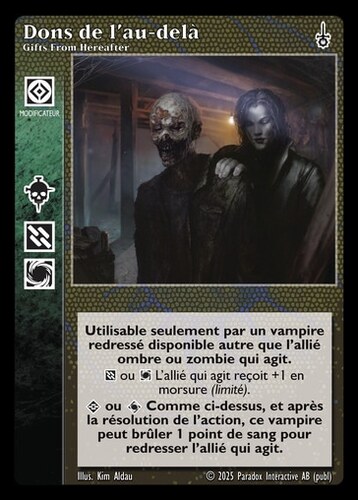 Dons de l'au-delà
Gifts From Hereafter
MODIFICATEUR
Utilisable seulement par un vampire
redressé disponible autre que l'allié
ombre ou zombie qui agit.
ou L'allié qui agit reçoit +1 en
morsure (limité).
ou Comme ci-dessus, et après
la résolution de l'action, ce vampire
peut brûler 1 point de sang pour
redresser l'allié qui agit.
Illus. Kim Aldau
© 2025 Paradox Interactive AB (publ)